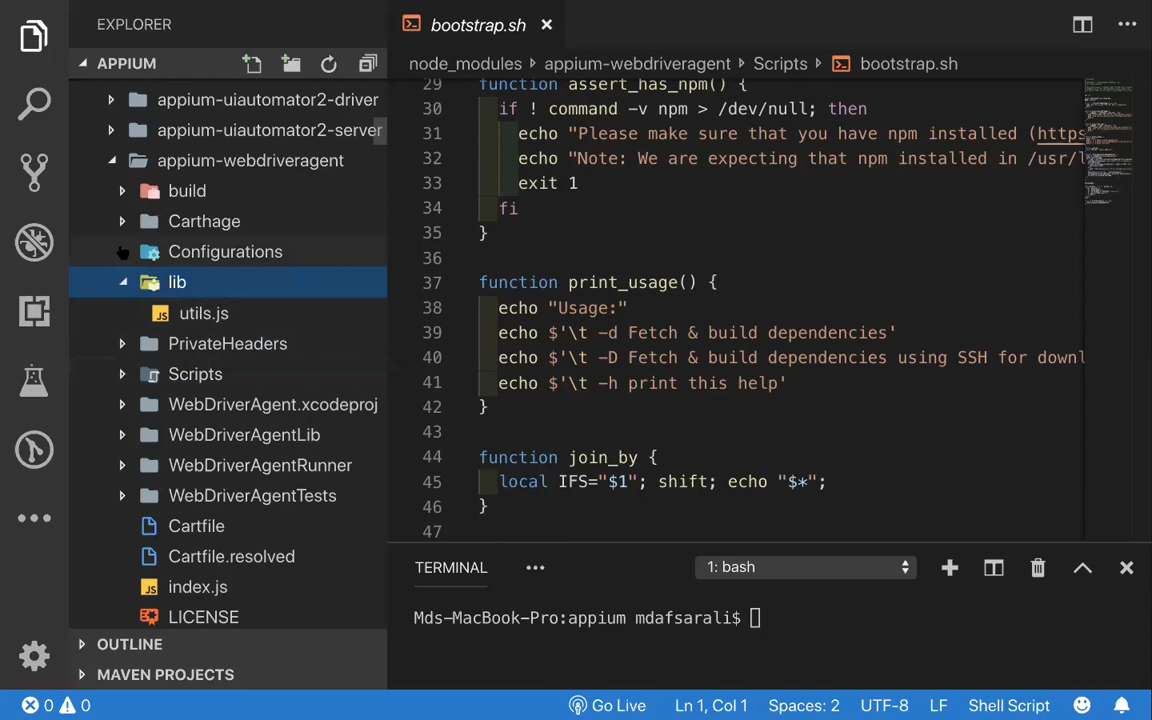 EXPLORER
APPIUM
appium-uiautomator2-driver
appium-uiautomator2-server
appium-webdriveragent
build
Carthage
Configurations
lib
JS utils.js
PrivateHeaders
Scripts
WebDriverAgent.xcodeproj
WebDriverAgentLib
WebDriverAgentRunner
WebDriverAgentTests
Cartfile
Cartfile.resolved
JS index.js
LICENSE
OUTLINE
MAVEN PROJECTS
bootstrap.sh
node_modules appium-webdriveragent Scripts bootstrap.sh
29 function assert_has_npm() {
30 if ! command -v npm > /dev/null; then
31 echo "Please make sure that you have npm installed (https
32 echo "Note: We are expecting that npm installed in /usr/
33 exit 1
34 fi
35 }
36
37 function print_usage() {
38 echo "Usage:"
39 echo $'\t -d Fetch & build dependencies'
40 echo $'\t -D Fetch & build dependencies using SSH for downl
41 echo $'\t -h print this help'
42 }
43
44 function join_by {
45 local IFS="$1"; shift; echo "$*";
46 }
47
TERMINAL
1: bash
Mds-MacBook-Pro:appium mdafsarali$
0 0 Go Live Ln 1, Col 1 Spaces: 2 UTF-8 LF Shell Script